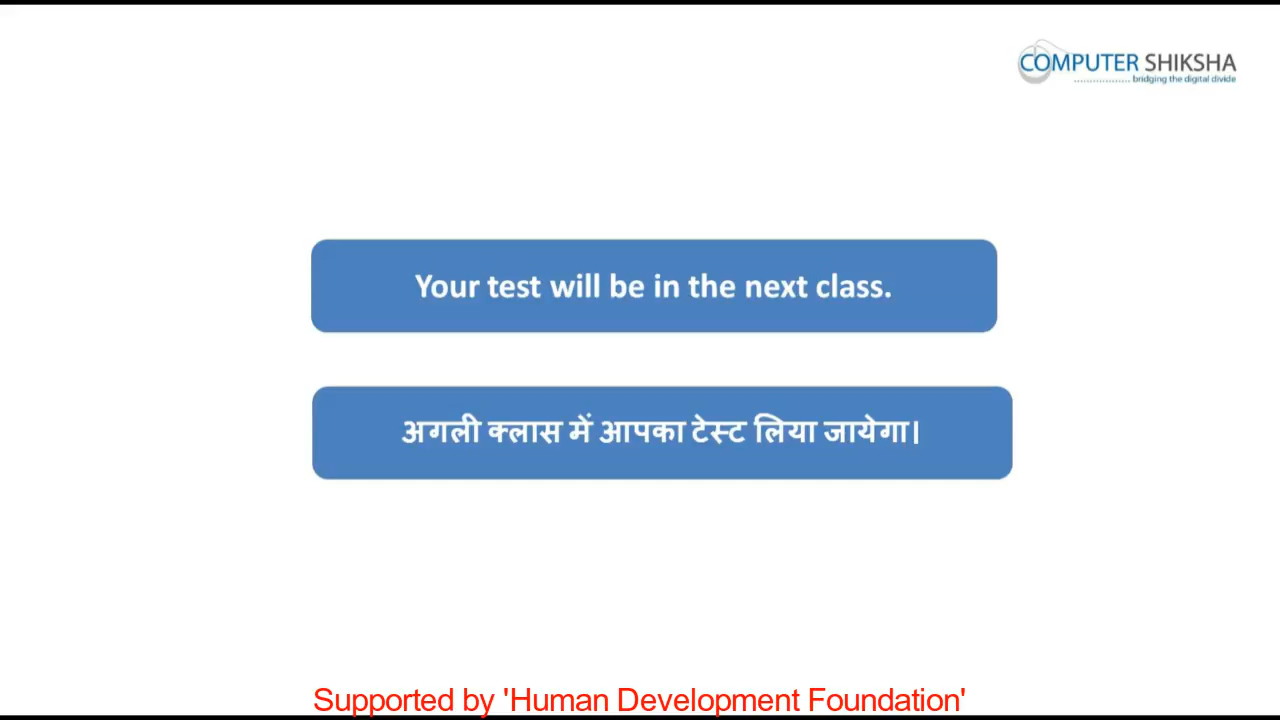 COMPUTER SHIKSHA
.................. bridging the digital divide
Your test will be in the next class.
अगली क्लास में आपका टेस्ट लिया जायेगा।
Supported by 'Human Development Foundation'